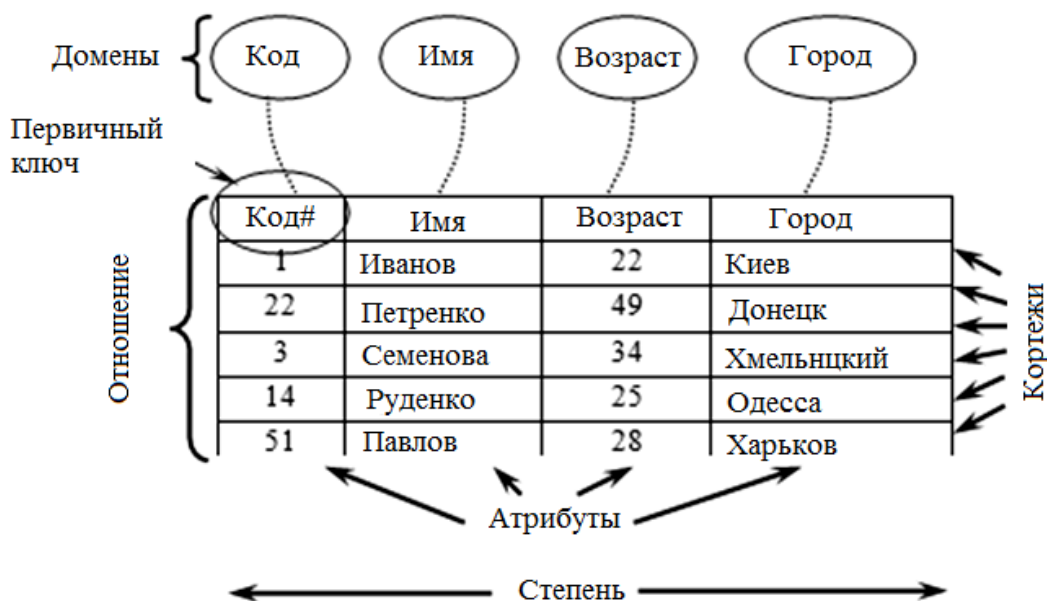 Домены
Код
Имя
Возраст
Город
Первичный
ключ
Код#
Имя
Возраст
Город
1
Иванов
22
Киев
22
Петренко
49
Донецк
3
Семенова
34
Хмельнцкий
14
Руденко
25
Одесса
51
Павлов
28
Харьков
Отношение
Кортежи
Атрибуты
Степень